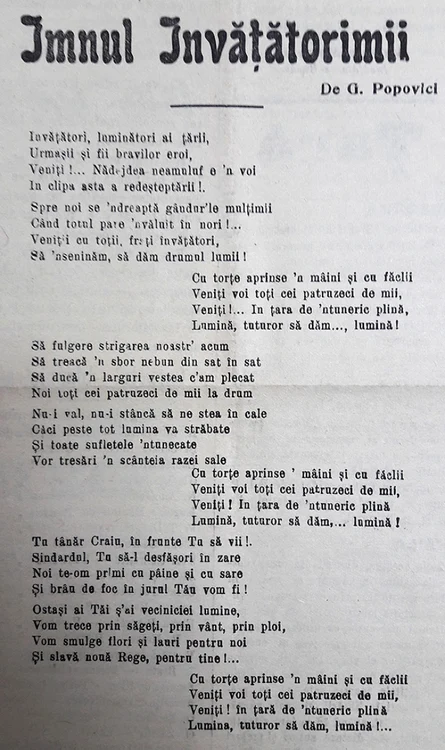 Imnul Invățătorimii
De G. Popovici
Invățători, luminători ai țării,
Urmașii și fii bravilor eroi,
Veniți !... Nădejdea neamuluf e 'n voi
In clipa asta a redeșteptării !.
Spre noi se 'ndreaptă gândur'le mulțimii
Când totul pare 'nvăluit în nori !...
Veniți-i cu toții, frați învățători,
Să 'nseninăm, să dăm drumul lumii !
Cu torțe aprinse 'n mâini și cu făclii
Veniți voi toți cei patruzeci de mii,
Veniți !... In țara de 'ntuneric plină,
Lumină, tuturor să dăm..., lumină !
Să fulgere strigarea noastr' acum
Să treacă 'n sbor nebun din sat în sat
Să ducă 'n larguri vestea c'am plecat
Noi toți cei patruzeci de mii la drum
Nu-i val, nu-i stâncă să ne stea în cale
Căci peste tot lumina va străbate
Și toate sufletele 'ntunecate
Vor tresări 'n scânteia razei sale
Cu torțe aprinse ' mâini și cu făclii
Veniți voi toți cei patruzeci de mii,
Veniți ! In țara de 'ntuneric plină
Lumină, tuturor să dăm,... lumină !
Tu tânăr Craiu, în frunte Tu să vii !.
Sindardul, Tu să-l desfășori în zare
Noi te-om primi cu pâine și cu sare
Și brâu de foc în jurul Tău vom fi !
Ostași ai Tăi ș'ai veciniciei lumine,
Vom trece prin săgeți, prin vânt, prin ploi,
Vom smulge flori și lauri pentru noi
Și slavă nouă Rege, pentru tine !...
Cu torțe aprinse 'n mâini și cu făclii
Veniți voi toți cei patruzeci de mii,
Veniți ! în țară de 'ntuneric plină
Lumina, tuturor să dăm, lumină !...